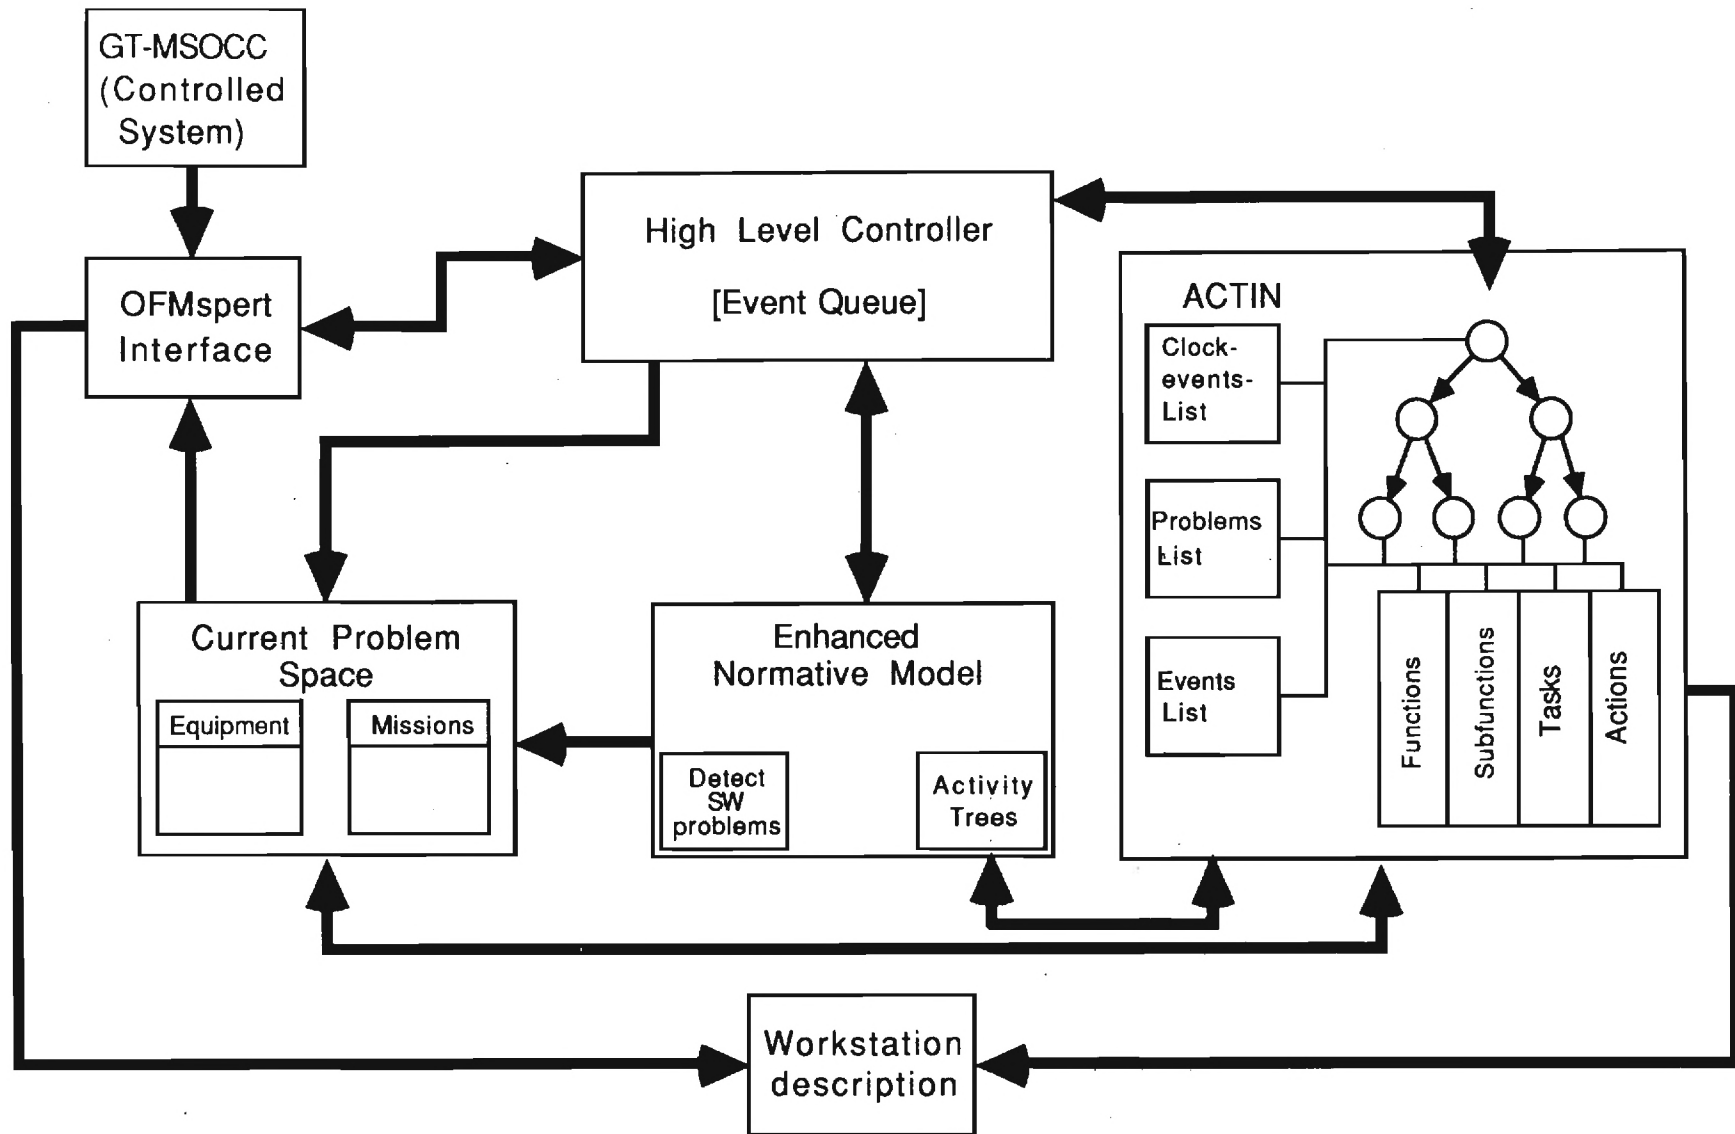 GT-MSOCC
(Controlled
System)
OFMspert
Interface
High Level Controller
[Event Queue]
ACTIN
Clock-
events-
List
Problems
List
Events
List
Functions
Subfunctions
Tasks
Actions
Current Problem
Space
Equipment
Missions
Enhanced
Normative Model
Detect
SW
problems
Activity
Trees
Workstation
description